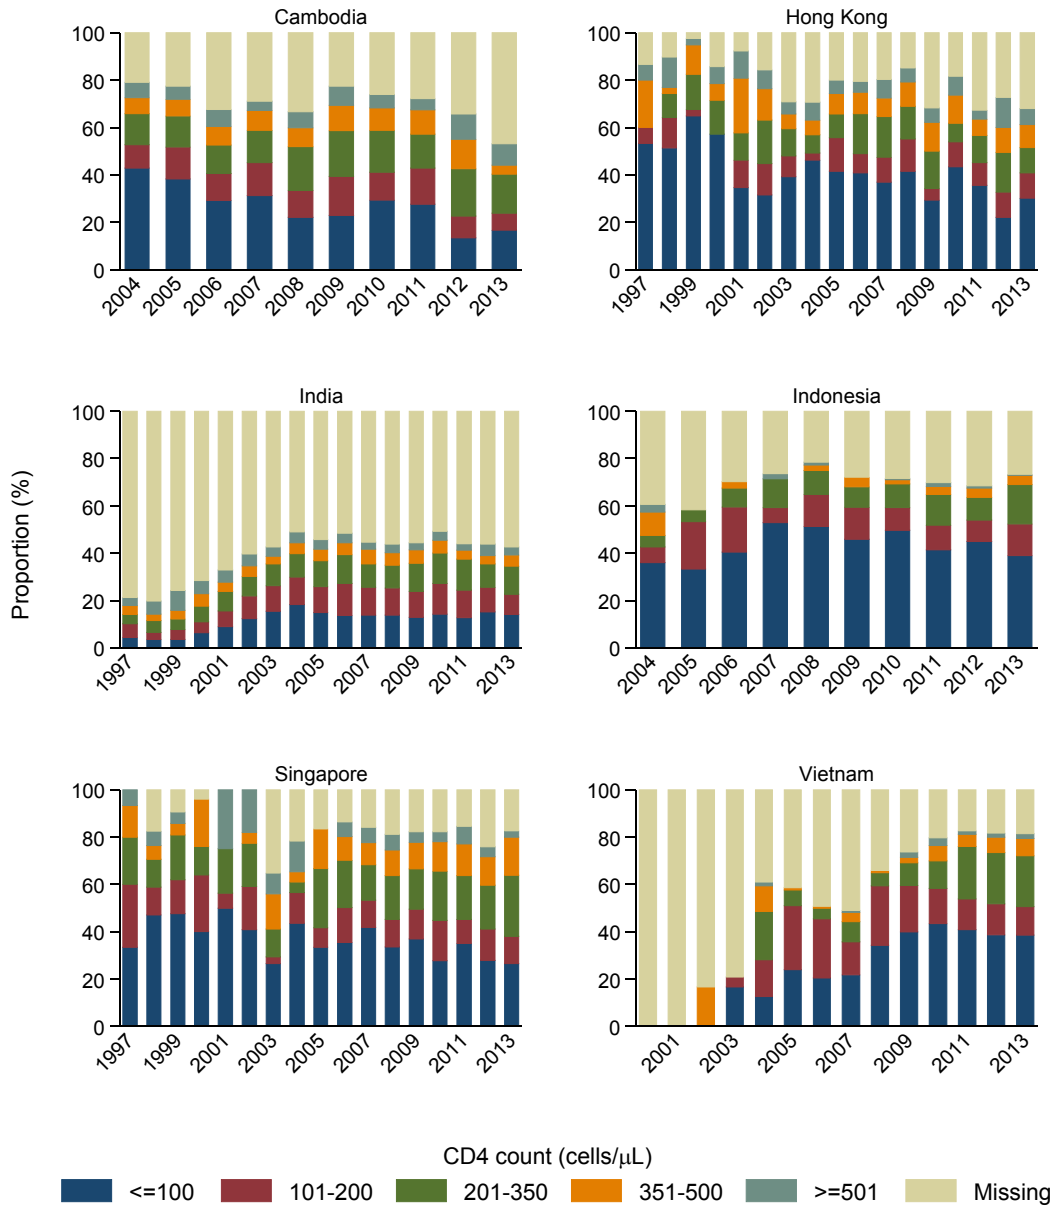 Cambodia
100
80
60
40
20
0
2004 2005 2006 2007 2008 2009 2010 2011 2012 2013
Hong Kong
100
80
60
40
20
0
1997 1999 2001 2003 2005 2007 2009 2011 2013
Proportion (%)
India
100
80
60
40
20
0
1997 1999 2001 2003 2005 2007 2009 2011 2013
Indonesia
100
80
60
40
20
0
2004 2005 2006 2007 2008 2009 2010 2011 2012 2013
Singapore
100
80
60
40
20
0
1997 1999 2001 2003 2005 2007 2009 2011 2013
Vietnam
100
80
60
40
20
0
2001 2003 2005 2007 2009 2011 2013
CD4 count (cells/μL)
<=100 101-200 201-350 351-500 >=501 Missing